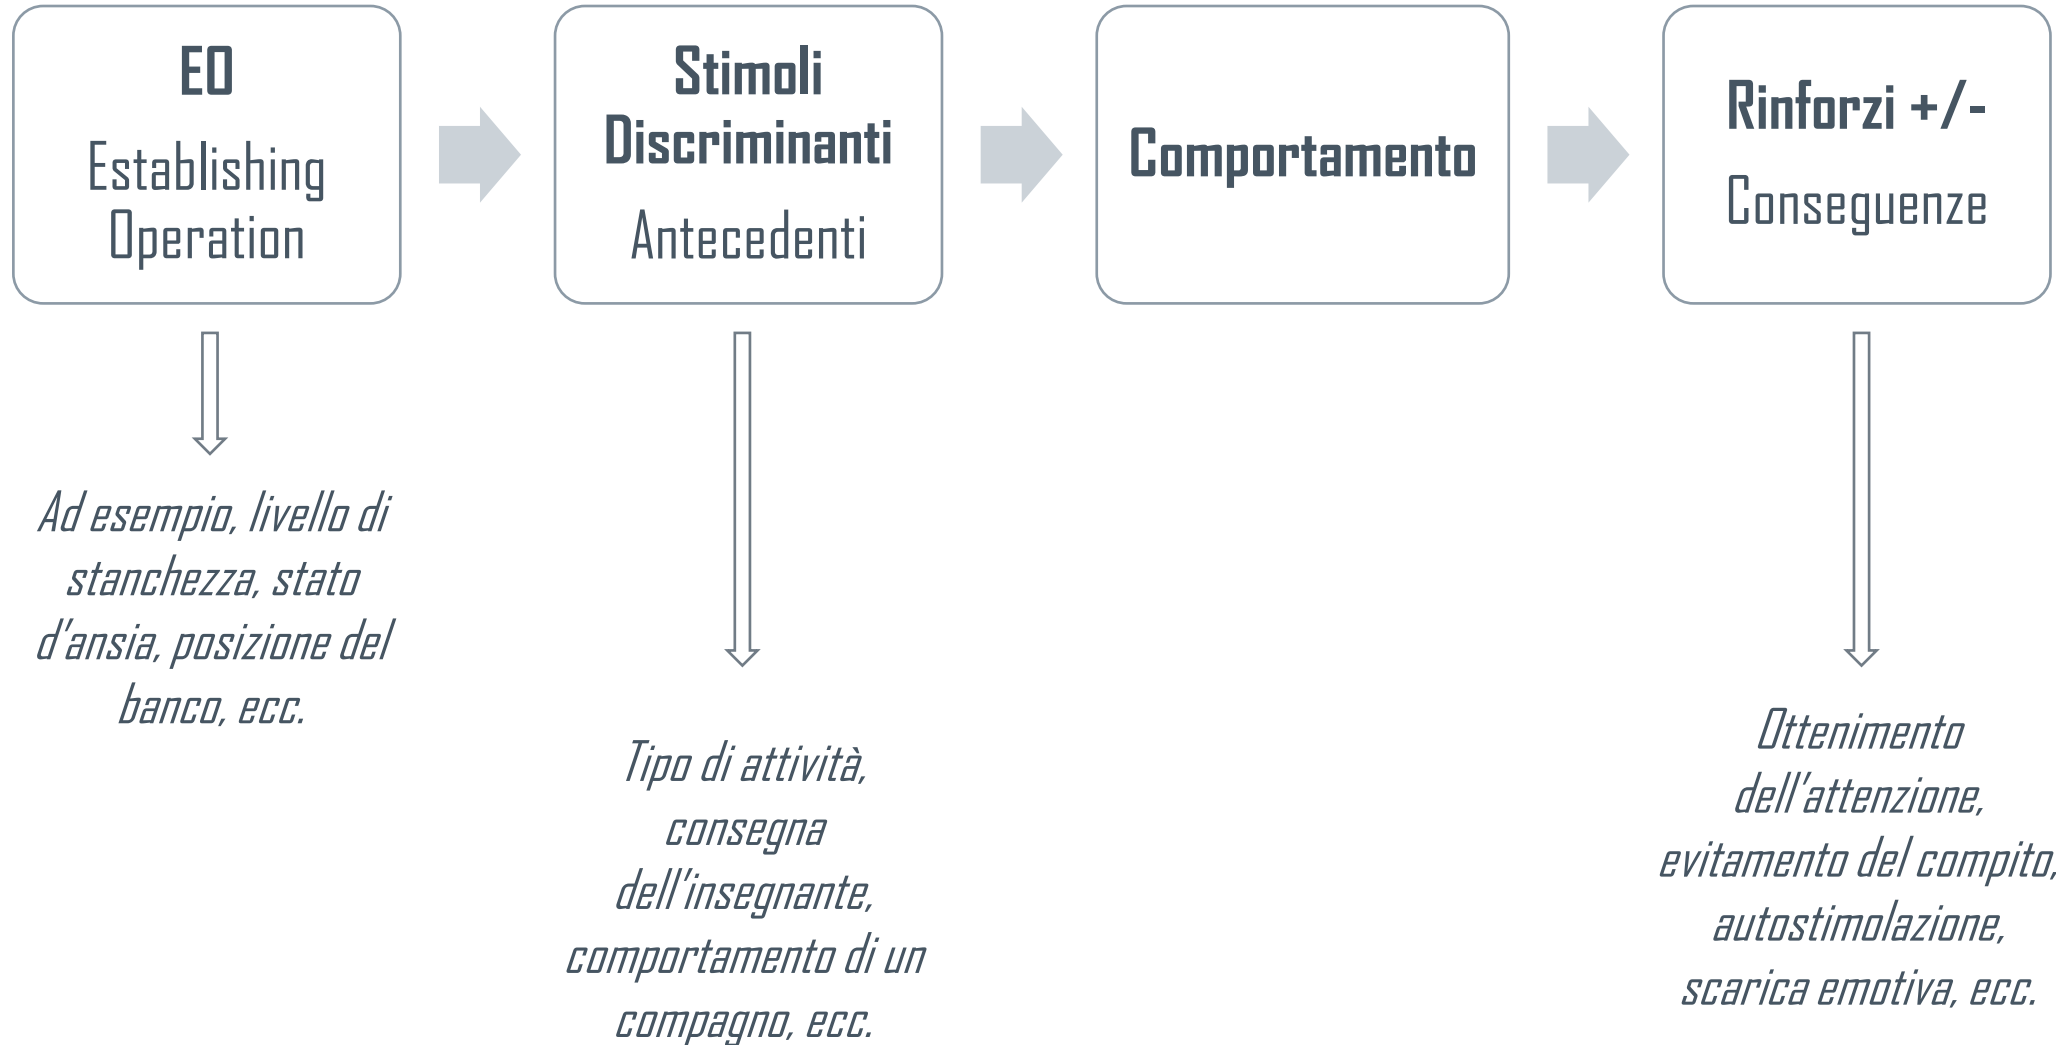 EO
Establishing
Operation
Stimoli
Discriminanti
Antecedenti
Comportamento
Rinforzi +/-
Conseguenze
Ad esempio, livello di
stanchezza, stato
d'ansia, posizione del
banco, ecc.
Tipo di attività,
consegna
dell'insegnante,
comportamento di un
compagno, ecc.
Ottenimento
dell'attenzione,
evitamento del compito,
autostimolazione,
scarica emotiva, ecc.